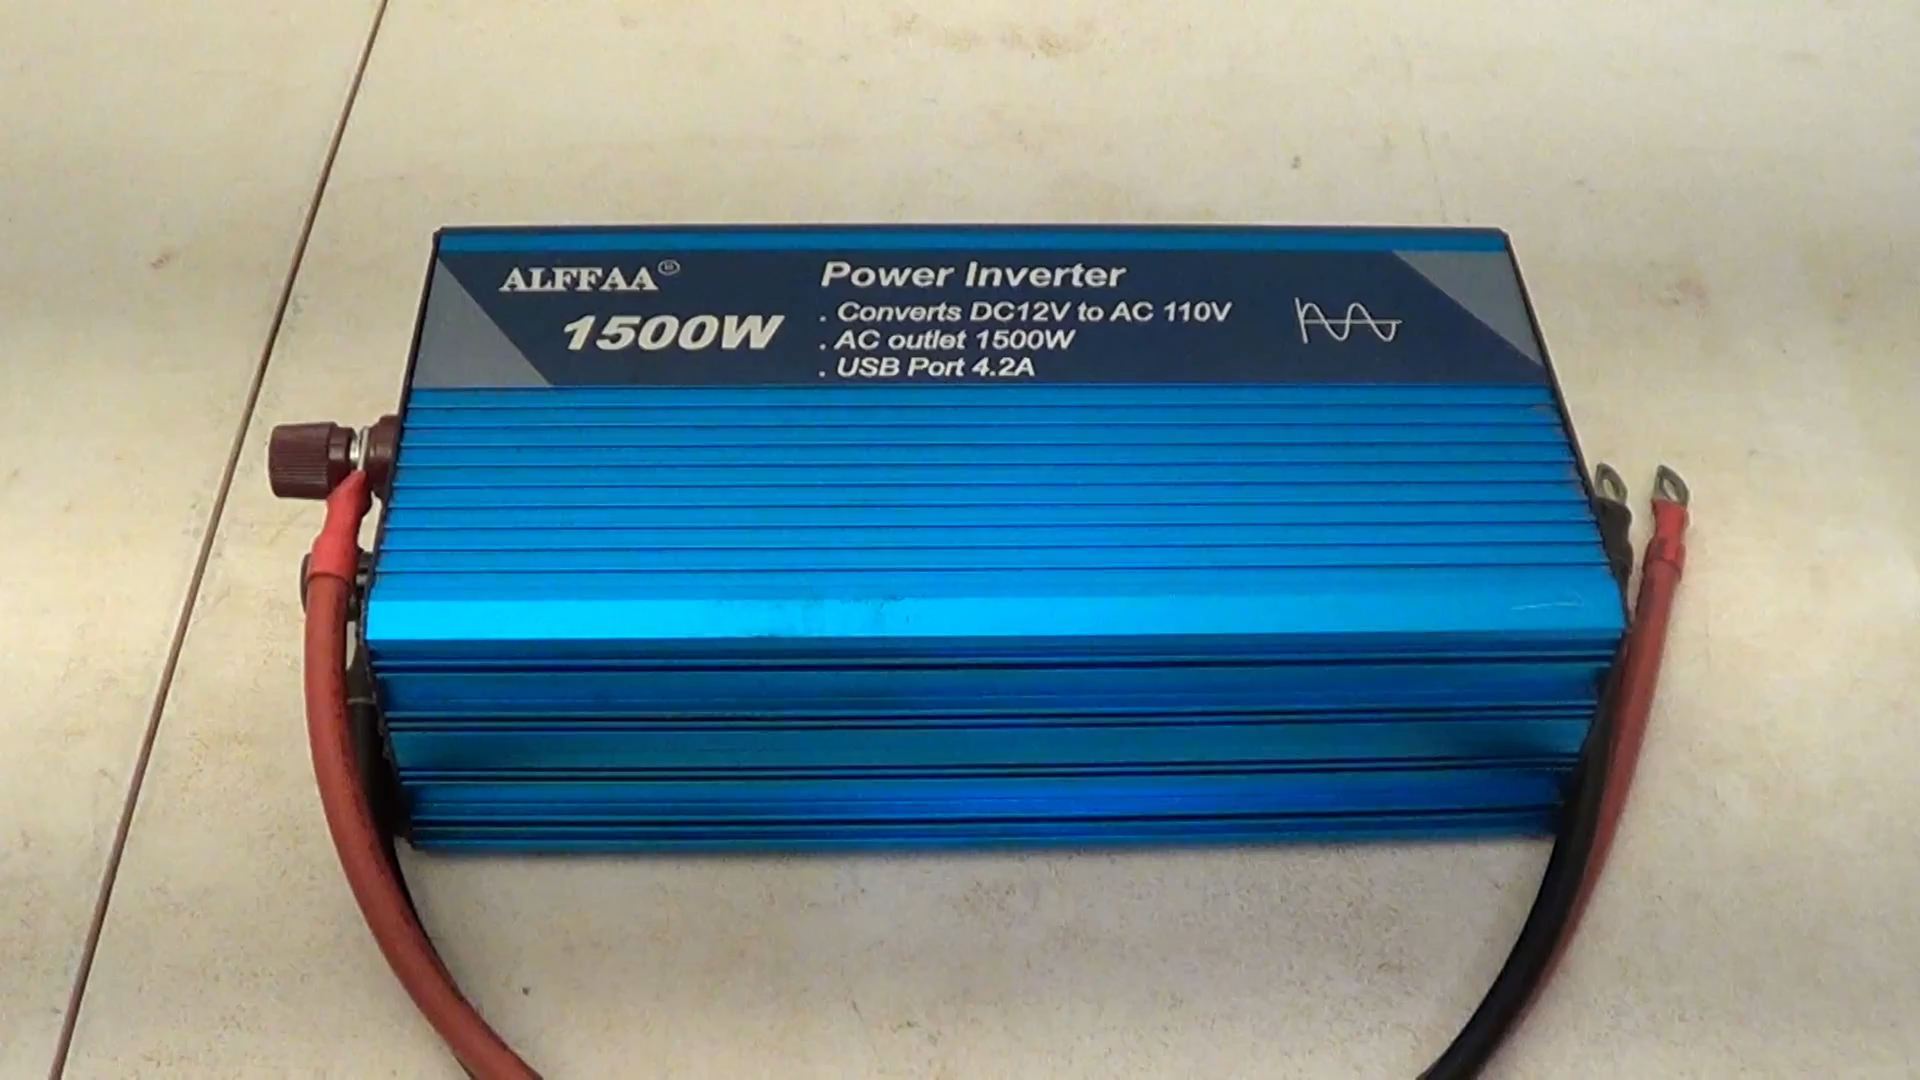 ALFFAA®
1500W
Power Inverter
. Converts DC12V to AC 110V
. AC outlet 1500W
. USB Port 4.2A